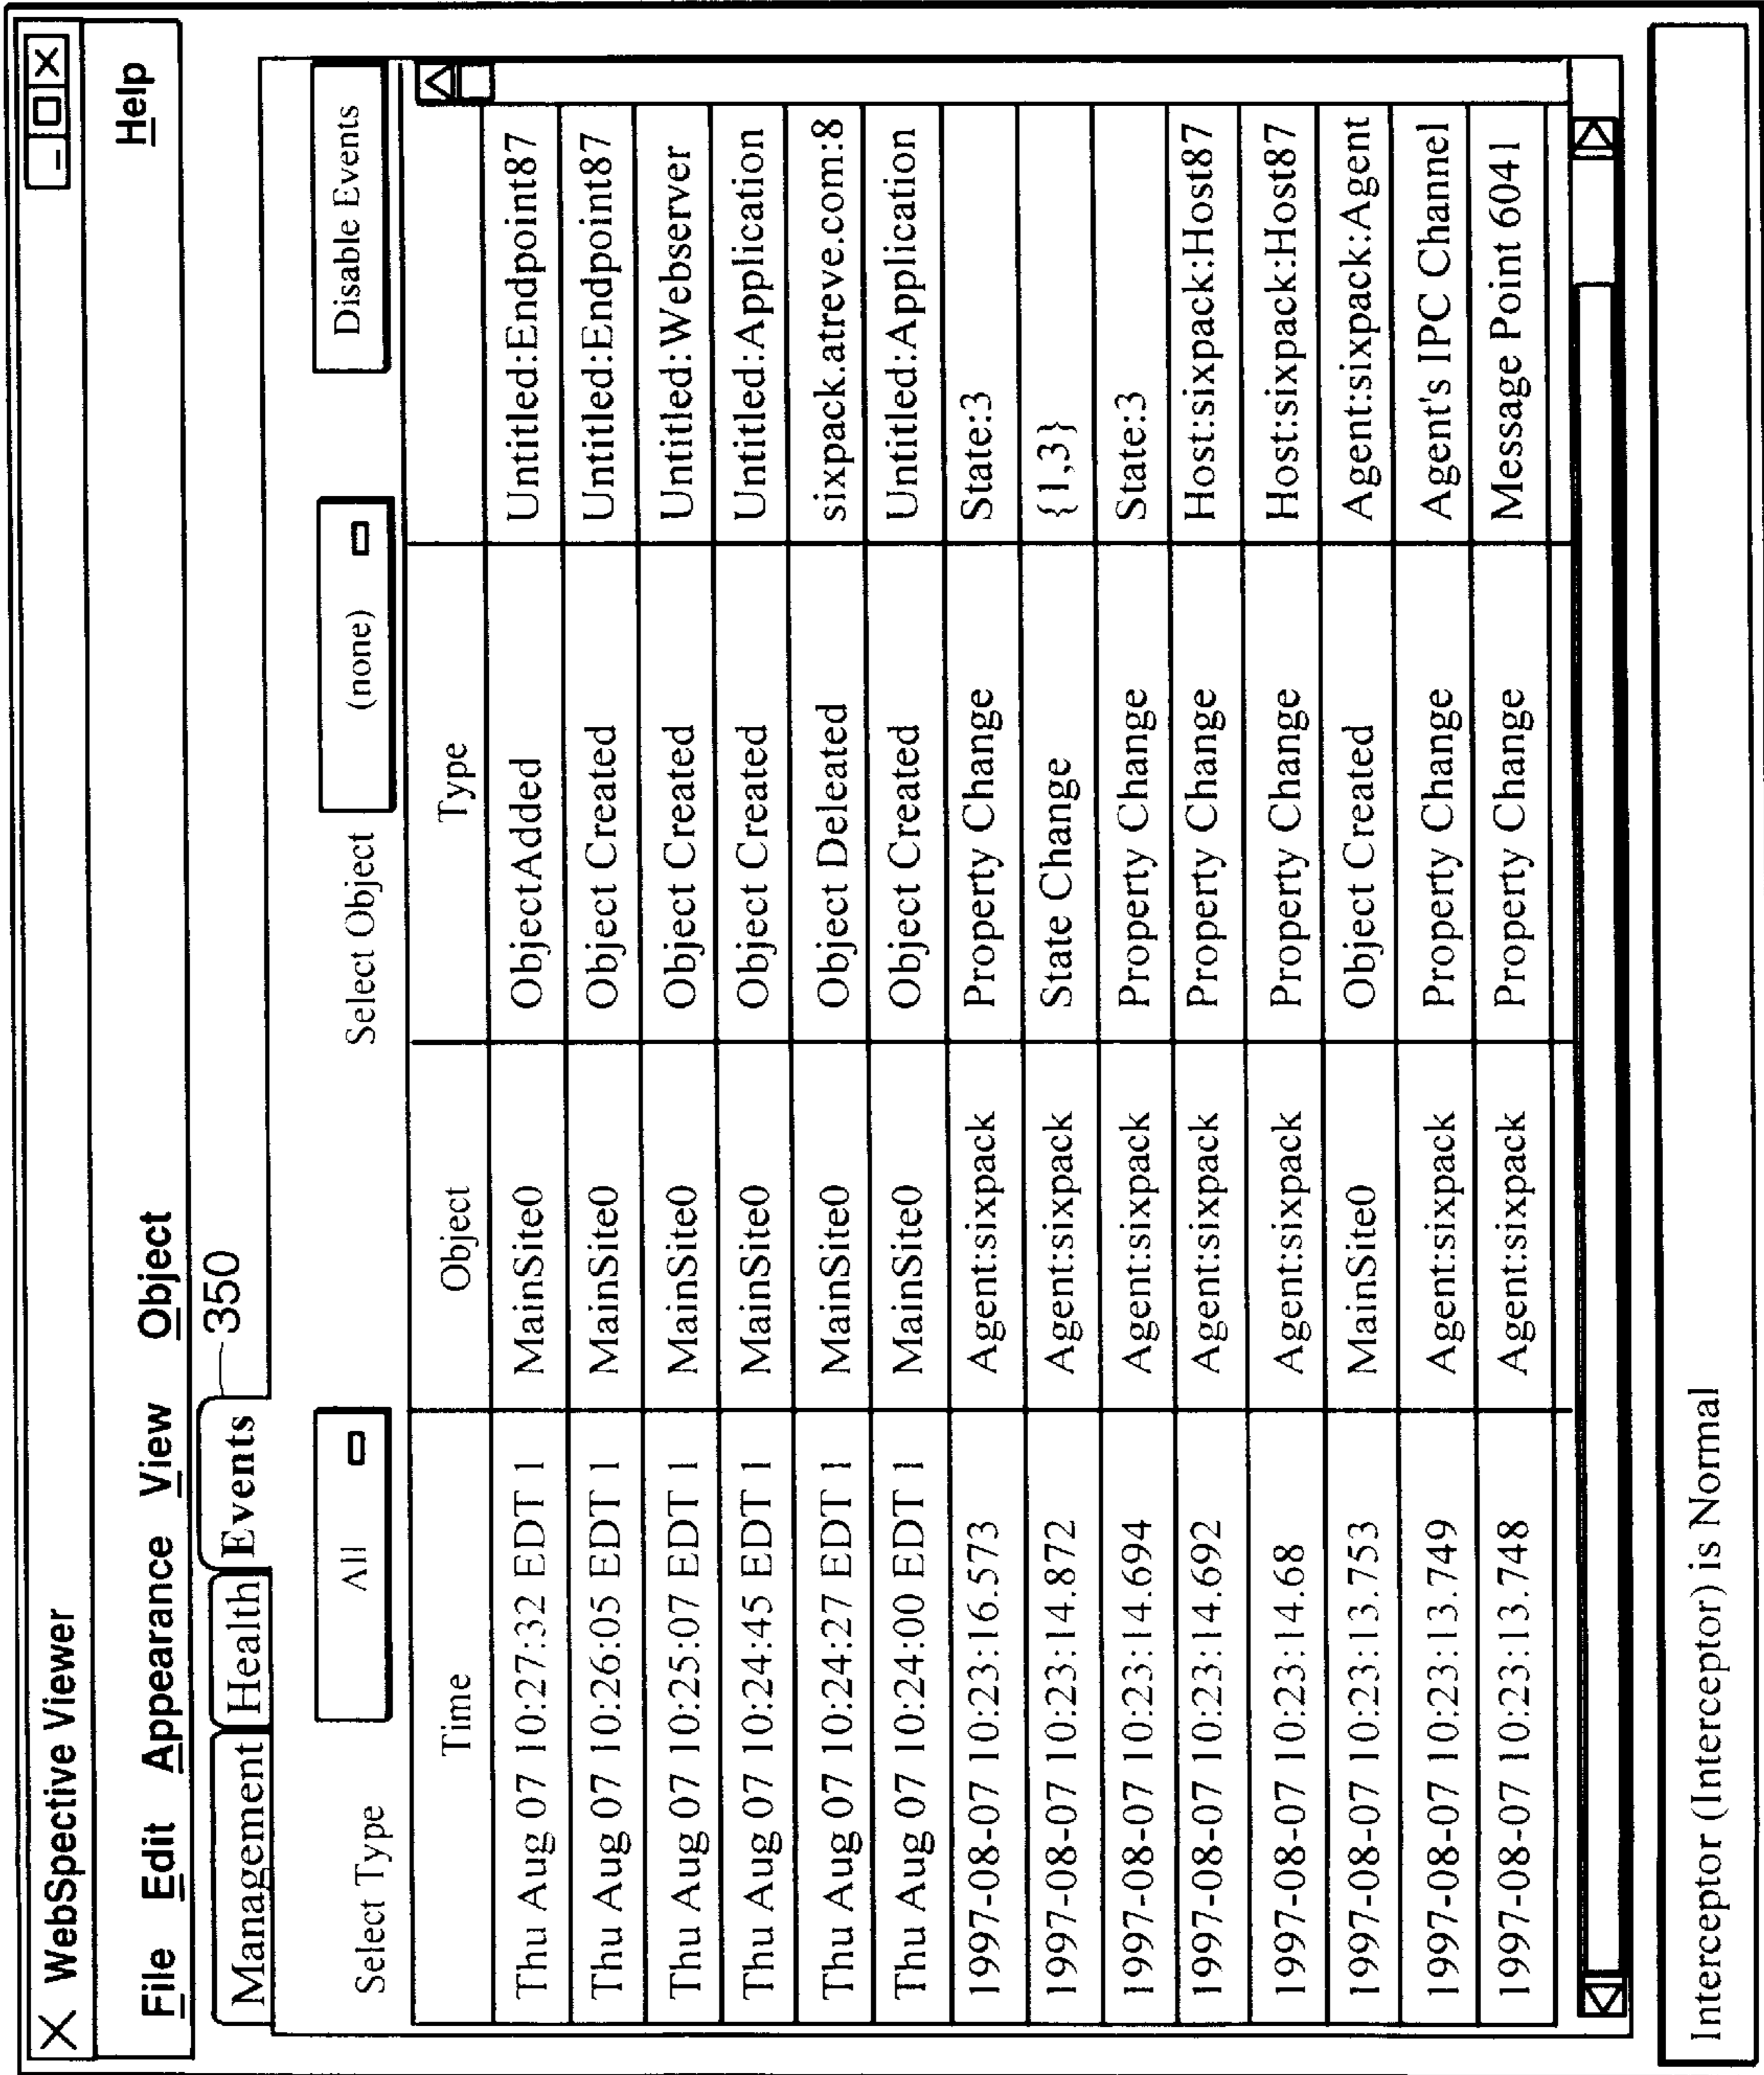 X WebSpective Viewer
File Edit Appearance View Object Help
Management Health Events 350
Select Type All Select Object (none) Disable Events
Time Object Type
Thu Aug 07 10:27:32 EDT 1 MainSite0 ObjectAdded Untitled:Endpoint87
Thu Aug 07 10:26:05 EDT 1 MainSite0 Object Created Untitled:Endpoint87
Thu Aug 07 10:25:07 EDT 1 MainSite0 Object Created Untitled:Webserver
Thu Aug 07 10:24:45 EDT 1 MainSite0 Object Created Untitled:Application
Thu Aug 07 10:24:27 EDT 1 MainSite0 Object Deleated sixpack.atreve.com:8
Thu Aug 07 10:24:00 EDT 1 MainSite0 Object Created Untitled:Application
1997-08-07 10:23:16.573 Agent:sixpack Property Change State:3
1997-08-07 10:23:14.872 Agent:sixpack State Change {1,3}
1997-08-07 10:23:14.694 Agent:sixpack Property Change State:3
1997-08-07 10:23:14.692 Agent:sixpack Property Change Host:sixpack:Host87
1997-08-07 10:23:14.68 Agent:sixpack Property Change Host:sixpack:Host87
1997-08-07 10:23:13.753 MainSite0 Object Created Agent:sixpack:Agent
1997-08-07 10:23:13.749 Agent:sixpack Property Change Agent's IPC Channel
1997-08-07 10:23:13.748 Agent:sixpack Property Change Message Point 6041
Interceptor (Interceptor) is Normal